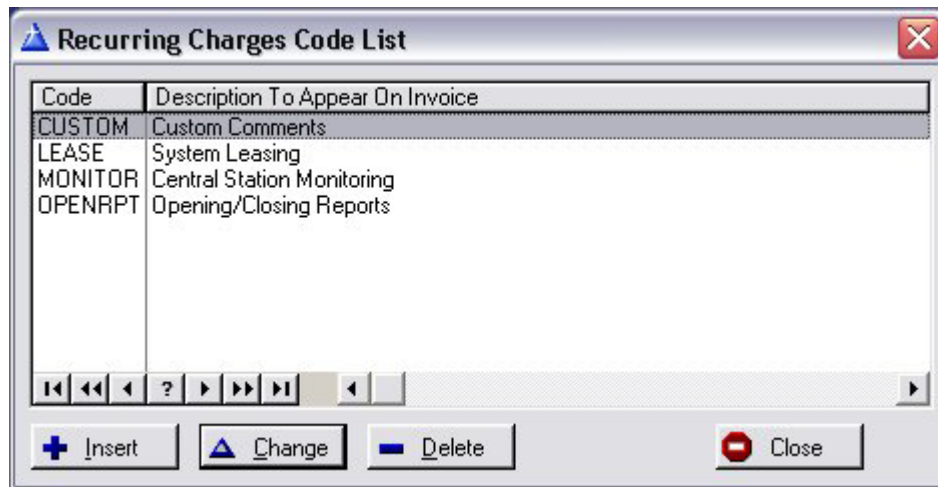 Recurring Charges Code List
Code Description To Appear On Invoice
CUSTOM Custom Comments
LEASE System Leasing
MONITOR Central Station Monitoring
OPENRPT Opening/Closing Reports
?
Insert Change Delete Close